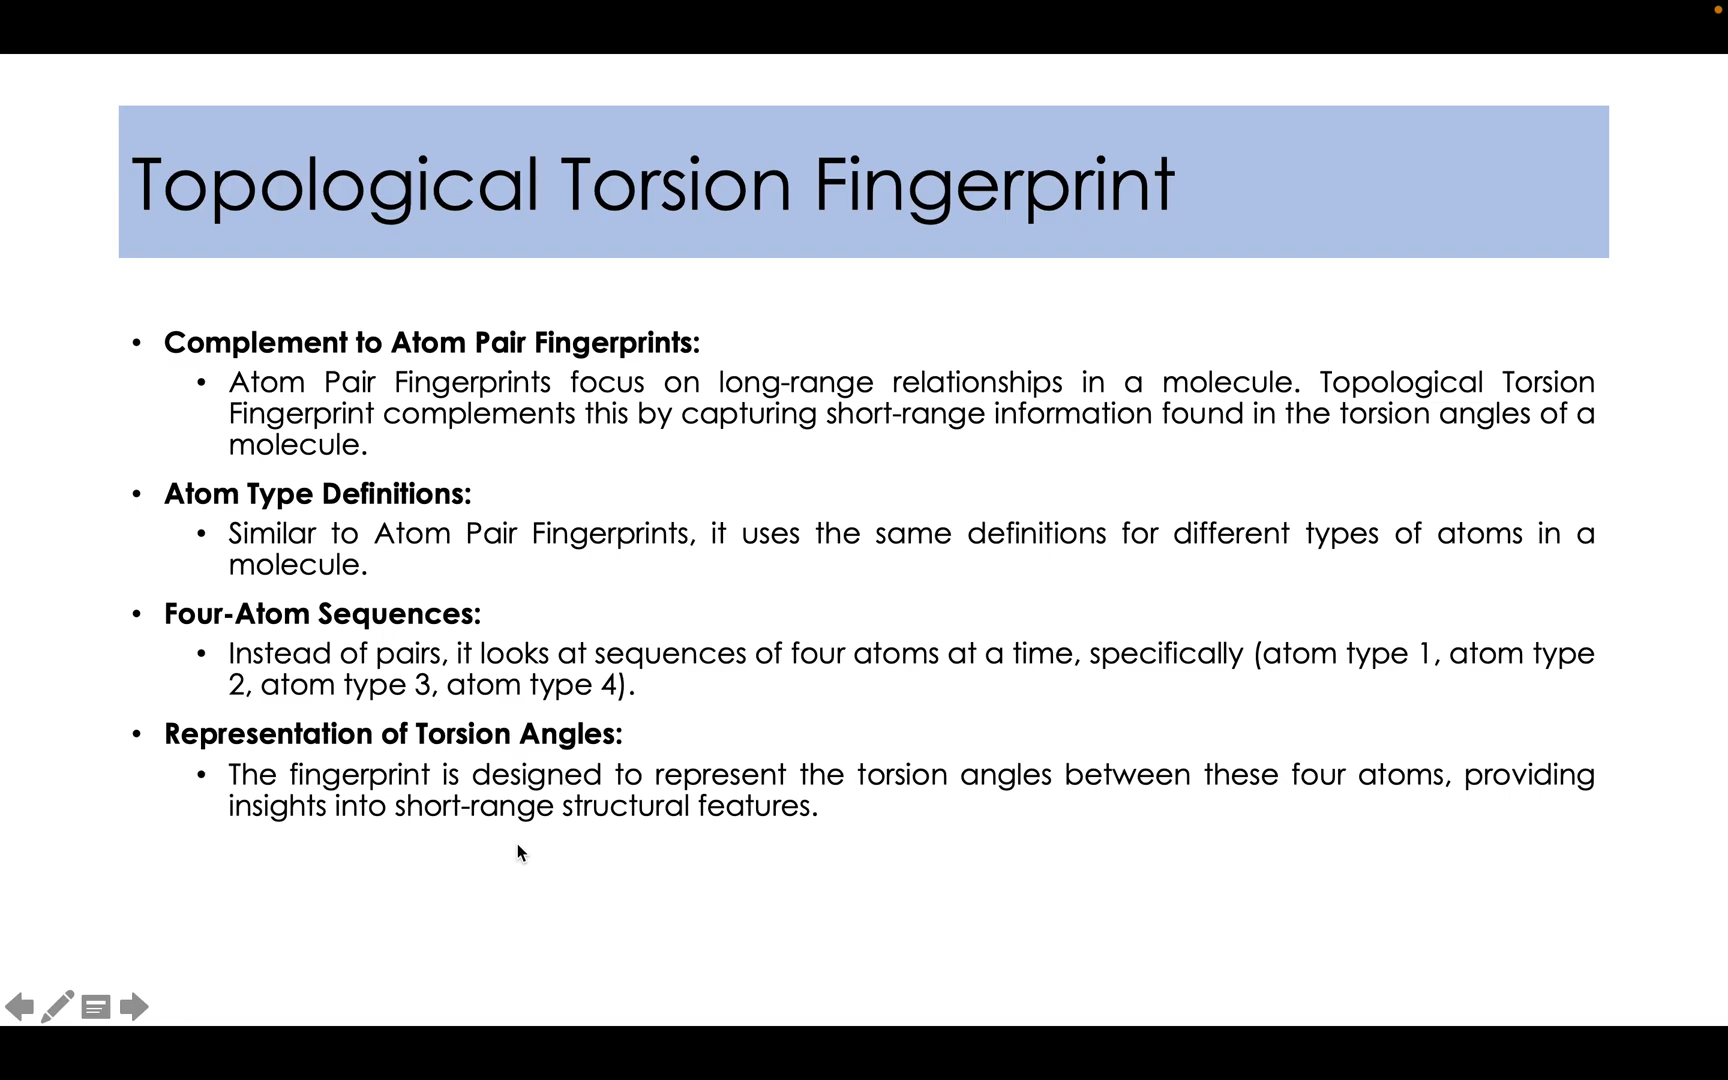 Topological Torsion Fingerprint
• Complement to Atom Pair Fingerprints:
• Atom Pair Fingerprints focus on long-range relationships in a molecule. Topological Torsion
Fingerprint complements this by capturing short-range information found in the torsion angles of a
molecule.
• Atom Type Definitions:
• Similar to Atom Pair Fingerprints, it uses the same definitions for different types of atoms in a
molecule.
• Four-Atom Sequences:
• Instead of pairs, it looks at sequences of four atoms at a time, specifically (atom type 1, atom type
2, atom type 3, atom type 4).
• Representation of Torsion Angles:
• The fingerprint is designed to represent the torsion angles between these four atoms, providing
insights into short-range structural features.